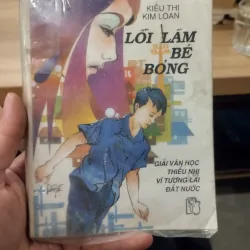 KIỀU THỊ
KIM LOAN
LỖI LẦM
BÉ
BỎNG
GIẢI VĂN HỌC
THIẾU NHI
VÌ TƯƠNG LAI
ĐẤT NƯỚC